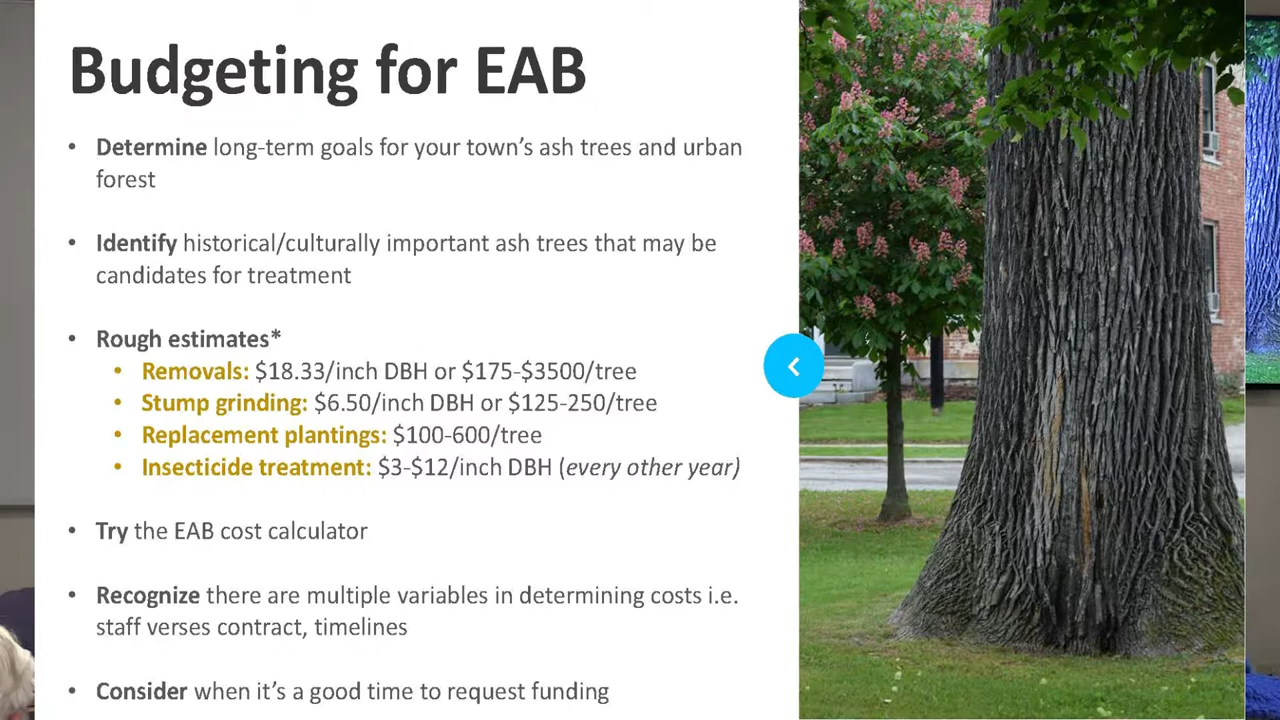 Budgeting for EAB
• Determine long-term goals for your town's ash trees and urban
forest
• Identify historical/culturally important ash trees that may be
candidates for treatment
• Rough estimates*
• Removals: $18.33/inch DBH or $175-$3500/tree
• Stump grinding: $6.50/inch DBH or $125-250/tree
• Replacement plantings: $100-600/tree
• Insecticide treatment: $3-$12/inch DBH (every other year)
• Try the EAB cost calculator
• Recognize there are multiple variables in determining costs i.e.
staff verses contract, timelines
• Consider when it's a good time to request funding